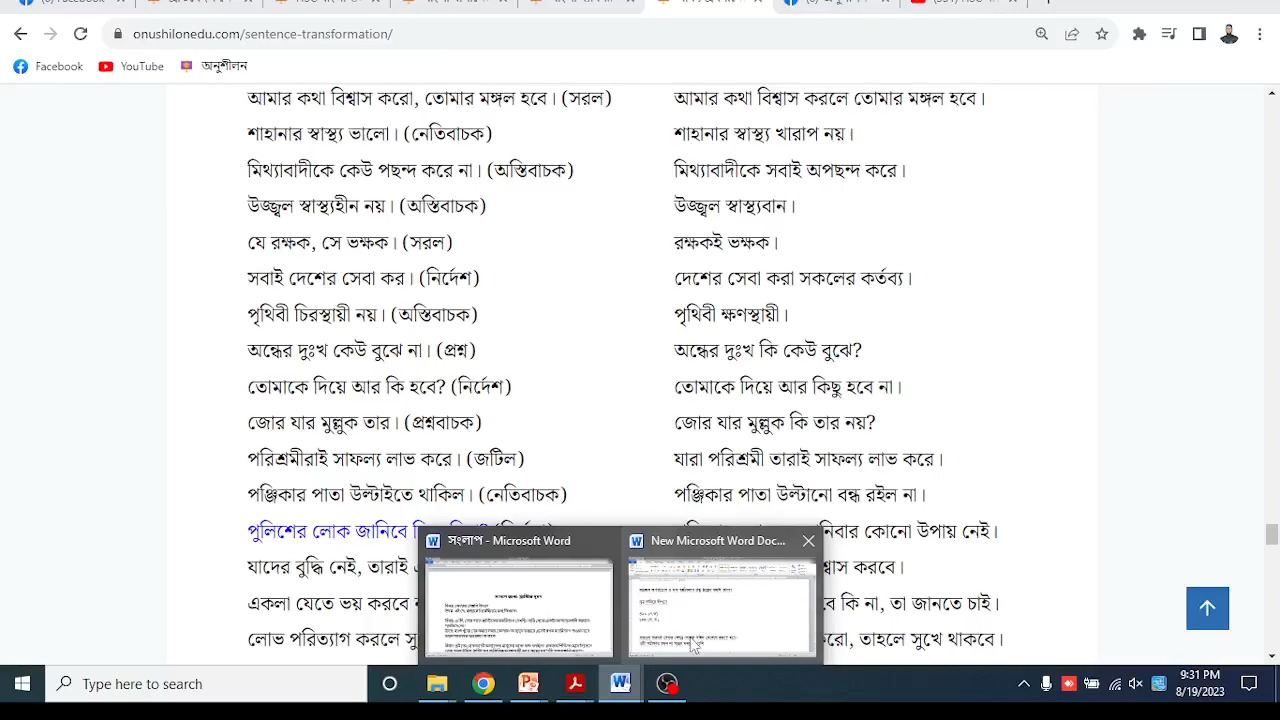 onushilonedu.com/sentence-transformation/
Facebook YouTube অনুশীলন
আমার কথা বিশ্বাস করো, তোমার মঙ্গল হবে। (সরল) আমার কথা বিশ্বাস করলে তোমার মঙ্গল হবে।
শাহানার স্বাস্থ্য ভালো। (নেতিবাচক) শাহানার স্বাস্থ্য খারাপ নয়।
মিথ্যাবাদীকে কেউ পছন্দ করে না। (অস্তিবাচক) মিথ্যাবাদীকে সবাই অপছন্দ করে।
উজ্জ্বল স্বাস্থ্যহীন নয়। (অস্তিবাচক) উজ্জ্বল স্বাস্থ্যবান।
যে রক্ষক, সে ভক্ষক। (সরল) রক্ষকই ভক্ষক।
সবাই দেশের সেবা কর। (নির্দেশ) দেশের সেবা করা সকলের কর্তব্য।
পৃথিবী চিরস্থায়ী নয়। (অস্তিবাচক) পৃথিবী ক্ষণস্থায়ী।
অন্ধের দুঃখ কেউ বুঝে না। (প্রশ্ন) অন্ধের দুঃখ কি কেউ বুঝে?
তোমাকে দিয়ে আর কি হবে? (নির্দেশ) তোমাকে দিয়ে আর কিছু হবে না।
জোর যার মুল্লুক তার। (প্রশ্নবাচক) জোর যার মুল্লুক কি তার নয়?
পরিশ্রমীরাই সাফল্য লাভ করে। (জটিল) যারা পরিশ্রমী তারাই সাফল্য লাভ করে।
পঞ্জিকার পাতা উল্টাইতে থাকিল। (নেতিবাচক) পঞ্জিকার পাতা উল্টানো বন্ধ রইল না।
পুলিশের লোক জানিবে নিবার কোনো উপায় নেই।
যাদের বুদ্ধি নেই, তারাই
একলা যেতে ভয় করবে কি না, তা জানতে চাই।
লোভ পরিত্যাগ করলে করো, তাহলে সুখে থাকবে।
সংলাপ - Microsoft Word New Microsoft Word Doc...
Type here to search
9:31 PM
8/19/2023